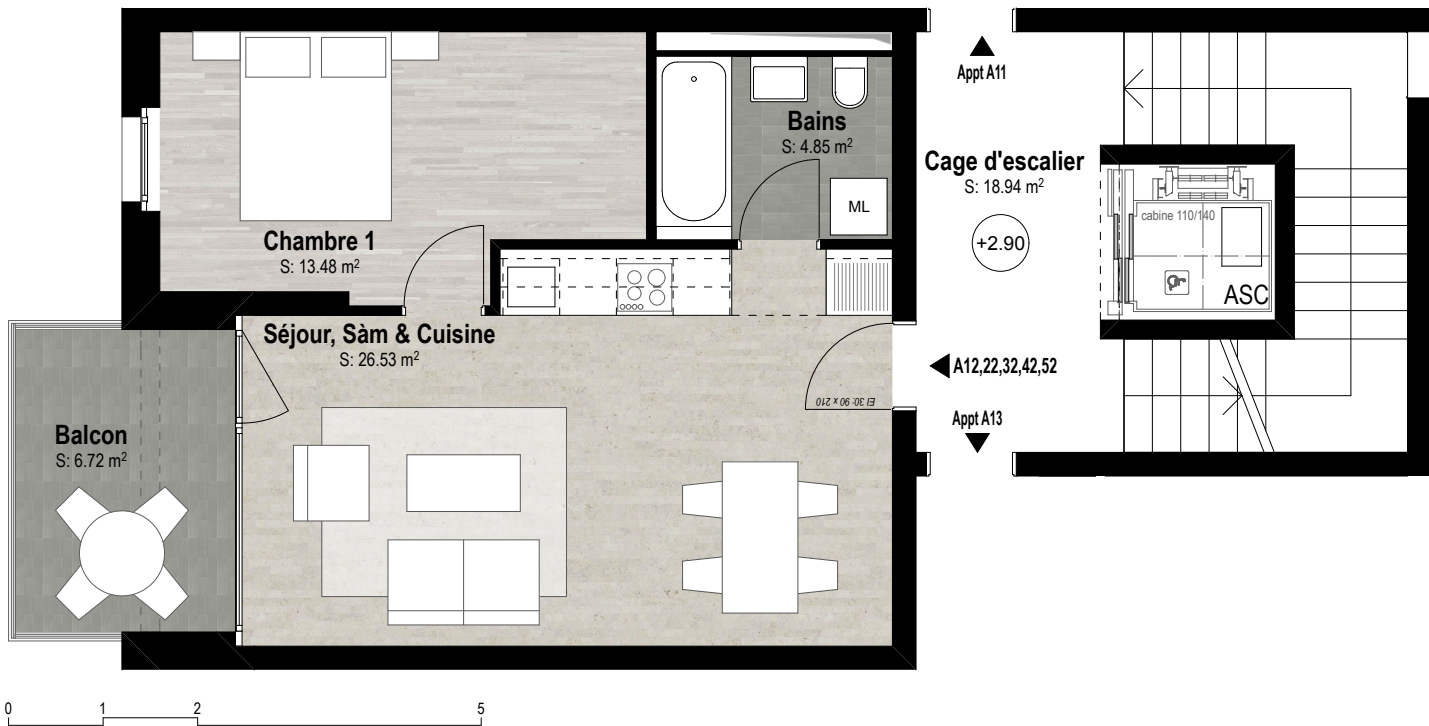 Appt A11
Bains
S: 4.85 m²
ML
Cage d'escalier
S: 18.94 m²
+2.90
cabine 110/140
ASC
Chambre 1
S: 13.48 m²
Séjour, Sàm & Cuisine
S: 26.53 m²
A12,22,32,42,52
EI 30: 90 x 210
Appt A13
Balcon
S: 6.72 m²
0 1 2 5